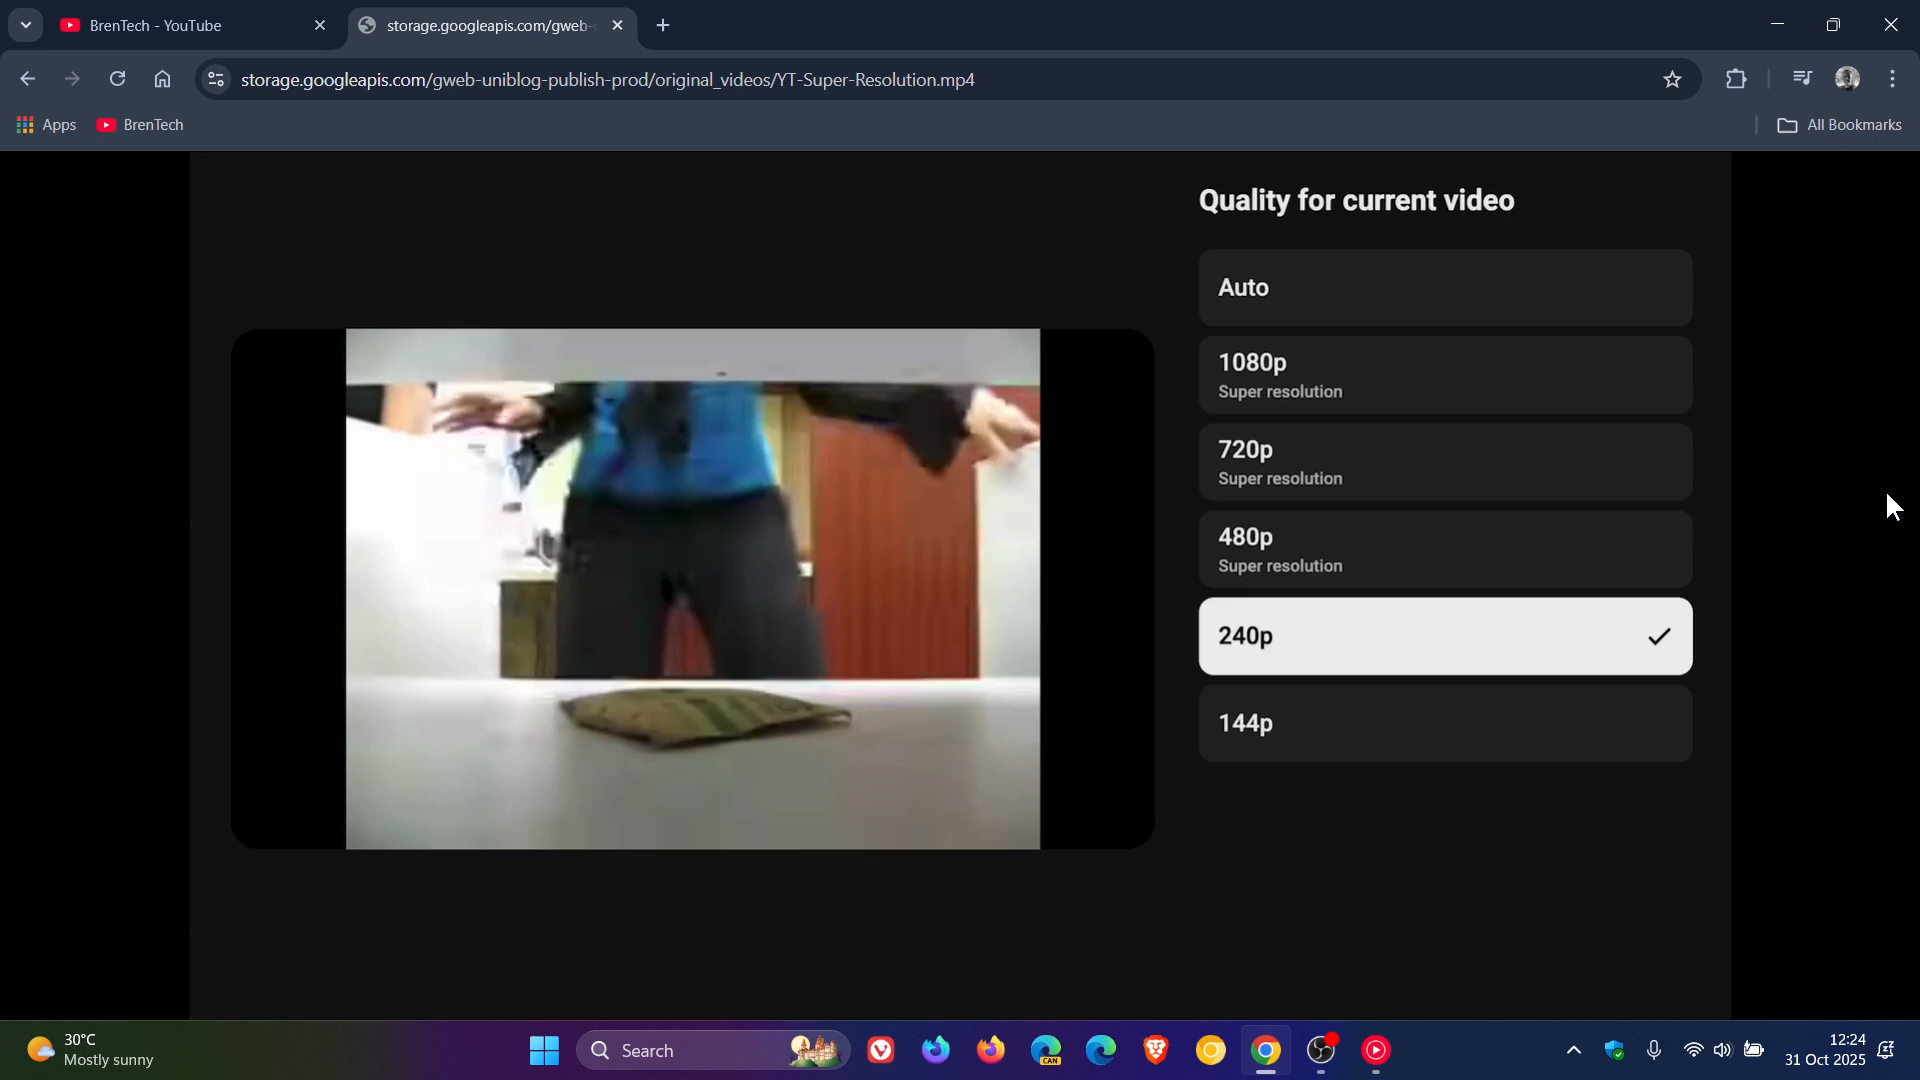 BrenTech - YouTube
storage.googleapis.com/gweb-
storage.googleapis.com/gweb-uniblog-publish-prod/original_videos/YT-Super-Resolution.mp4
Apps
BrenTech
All Bookmarks
Quality for current video
Auto
1080p
Super resolution
720p
Super resolution
480p
Super resolution
240p
144p
30°C
Mostly sunny
Search
CAN
12:24
31 Oct 2025